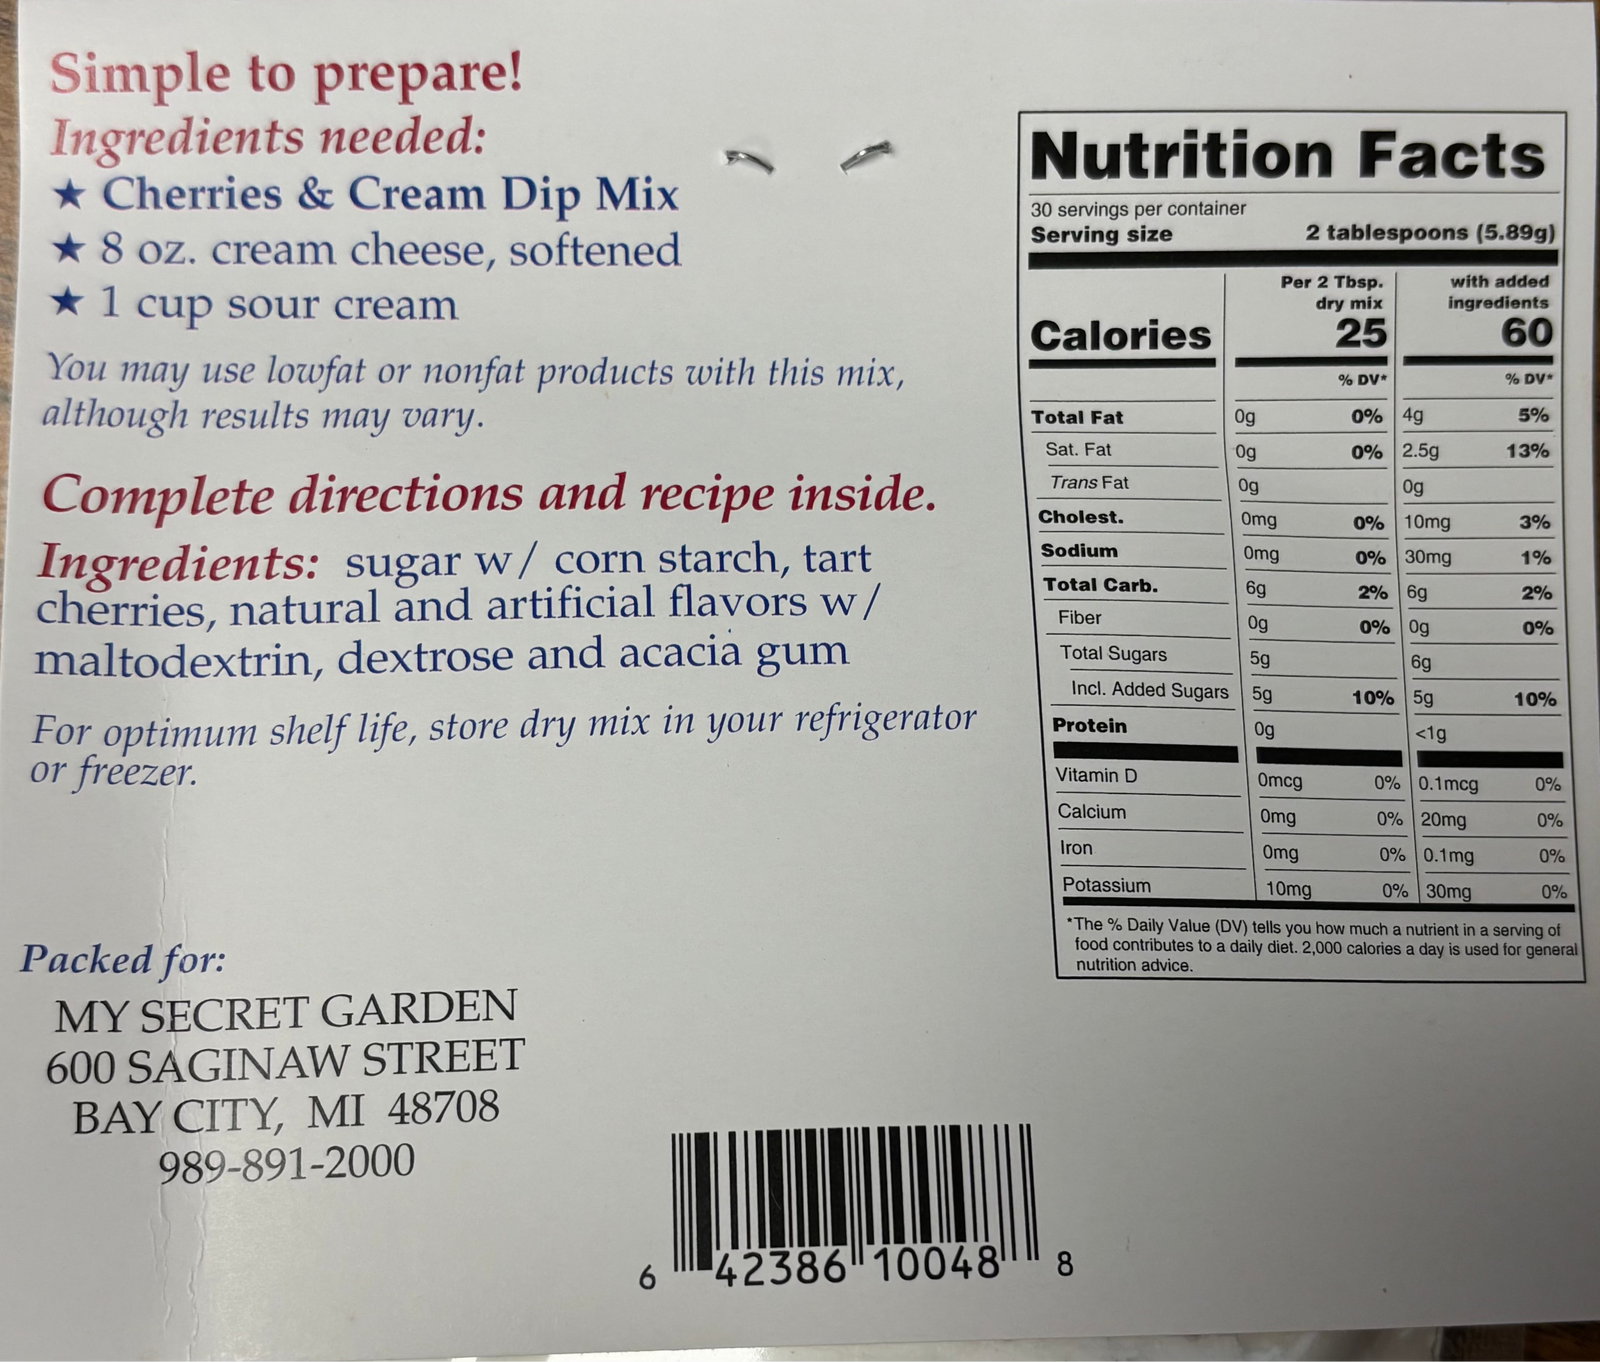 Simple to prepare!
Ingredients needed:
★ Cherries & Cream Dip Mix
★ 8 oz. cream cheese, softened
★ 1 cup sour cream
You may use lowfat or nonfat products with this mix,
although results may vary.
Complete directions and recipe inside.
Ingredients: sugar w/ corn starch, tart
cherries, natural and artificial flavors w/
maltodextrin, dextrose and acacia gum
For optimum shelf life, store dry mix in your refrigerator
or freezer.
Packed for:
MY SECRET GARDEN
600 SAGINAW STREET
BAY CITY, MI 48708
989-891-2000
6 42386 10048 8
Nutrition Facts
30 servings per container
Serving size 2 tablespoons (5.89g)
Per 2 Tbsp. with added
dry mix ingredients
Calories 25 60
% DV* % DV*
Total Fat 0g 0% 4g 5%
Sat. Fat 0g 0% 2.5g 13%
Trans Fat 0g 0g
Cholest. 0mg 0% 10mg 3%
Sodium 0mg 0% 30mg 1%
Total Carb. 6g 2% 6g 2%
Fiber 0g 0% 0g 0%
Total Sugars 5g 6g
Incl. Added Sugars 5g 10% 5g 10%
Protein 0g <1g
Vitamin D 0mcg 0% 0.1mcg 0%
Calcium 0mg 0% 20mg 0%
Iron 0mg 0% 0.1mg 0%
Potassium 10mg 0% 30mg 0%
*The % Daily Value (DV) tells you how much a nutrient in a serving of
food contributes to a daily diet. 2,000 calories a day is used for general
nutrition advice.